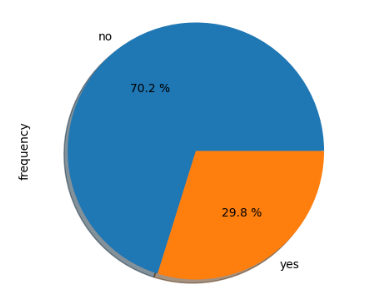 no
70.2 %
frequency
29.8 %
yes